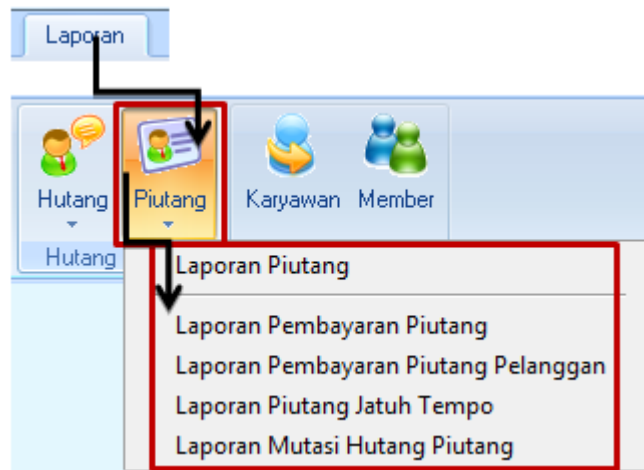 Laporan
Hutang Piutang Karyawan Member
Hutang
Laporan Piutang
Laporan Pembayaran Piutang
Laporan Pembayaran Piutang Pelanggan
Laporan Piutang Jatuh Tempo
Laporan Mutasi Hutang Piutang